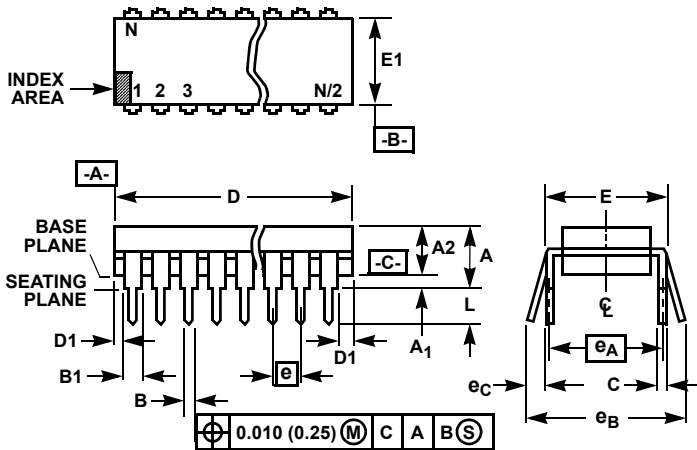 N
INDEX
AREA
1 2 3 N/2
E1
-B-
-A-
D
E
BASE
PLANE
A2
A
-C-
SEATING
PLANE
L
℄
D1
A1
D1
eA
B1
e
eC
C
B
eB
⌖ 0.010 (0.25) Ⓜ C A B Ⓢ